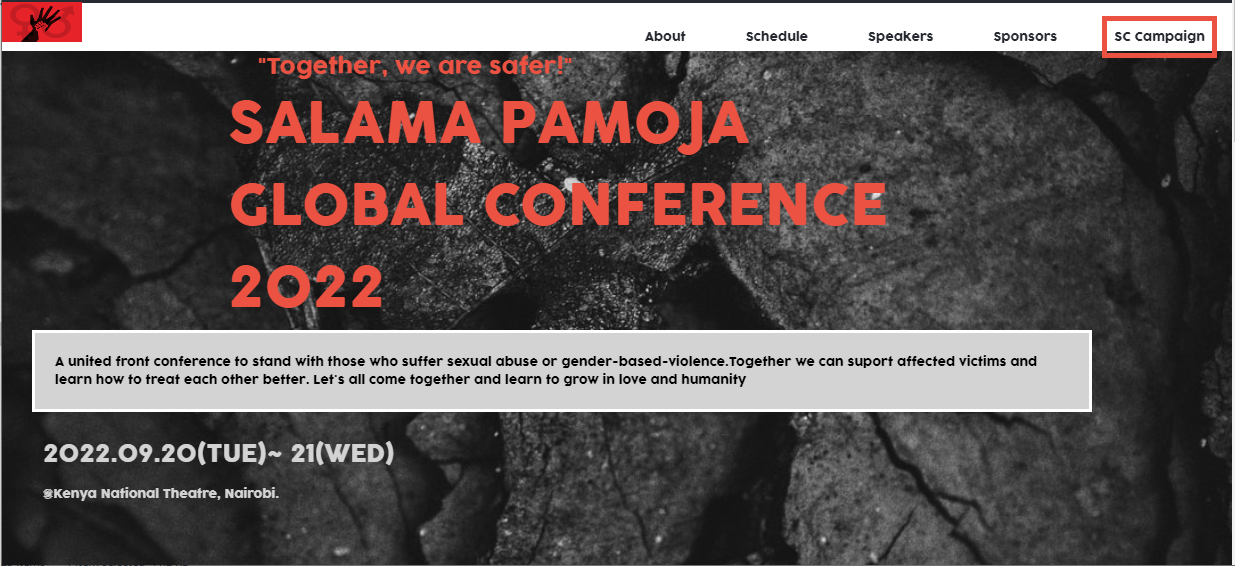 About
Schedule
Speakers
Sponsors
SC Campaign
"Together, we are safer!"
SALAMA PAMOJA
GLOBAL CONFERENCE
2022
A united front conference to stand with those who suffer sexual abuse or gender-based-violence.Together we can suport affected victims and
learn how to treat each other better. Let's all come together and learn to grow in love and humanity
2022.09.20(TUE)~ 21(WED)
@Kenya National Theatre, Nairobi.